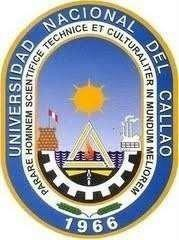 UNIVERSIDAD NACIONAL DEL CALLAO
PARARE HOMINEM SCIENTIFICE TECHNICE ET CULTURALITER IN MUNDUM MELIOREM
1966